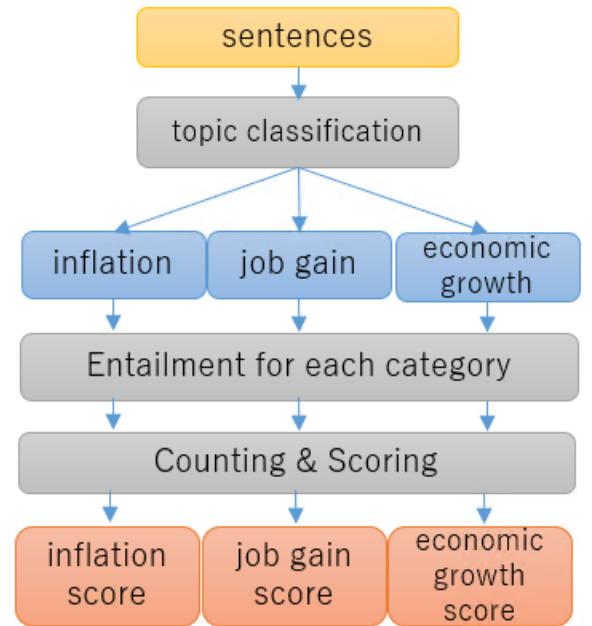 sentences
topic classification
inflation
job gain
economic
growth
Entailment for each category
Counting & Scoring
inflation
score
job gain
score
economic
growth
score